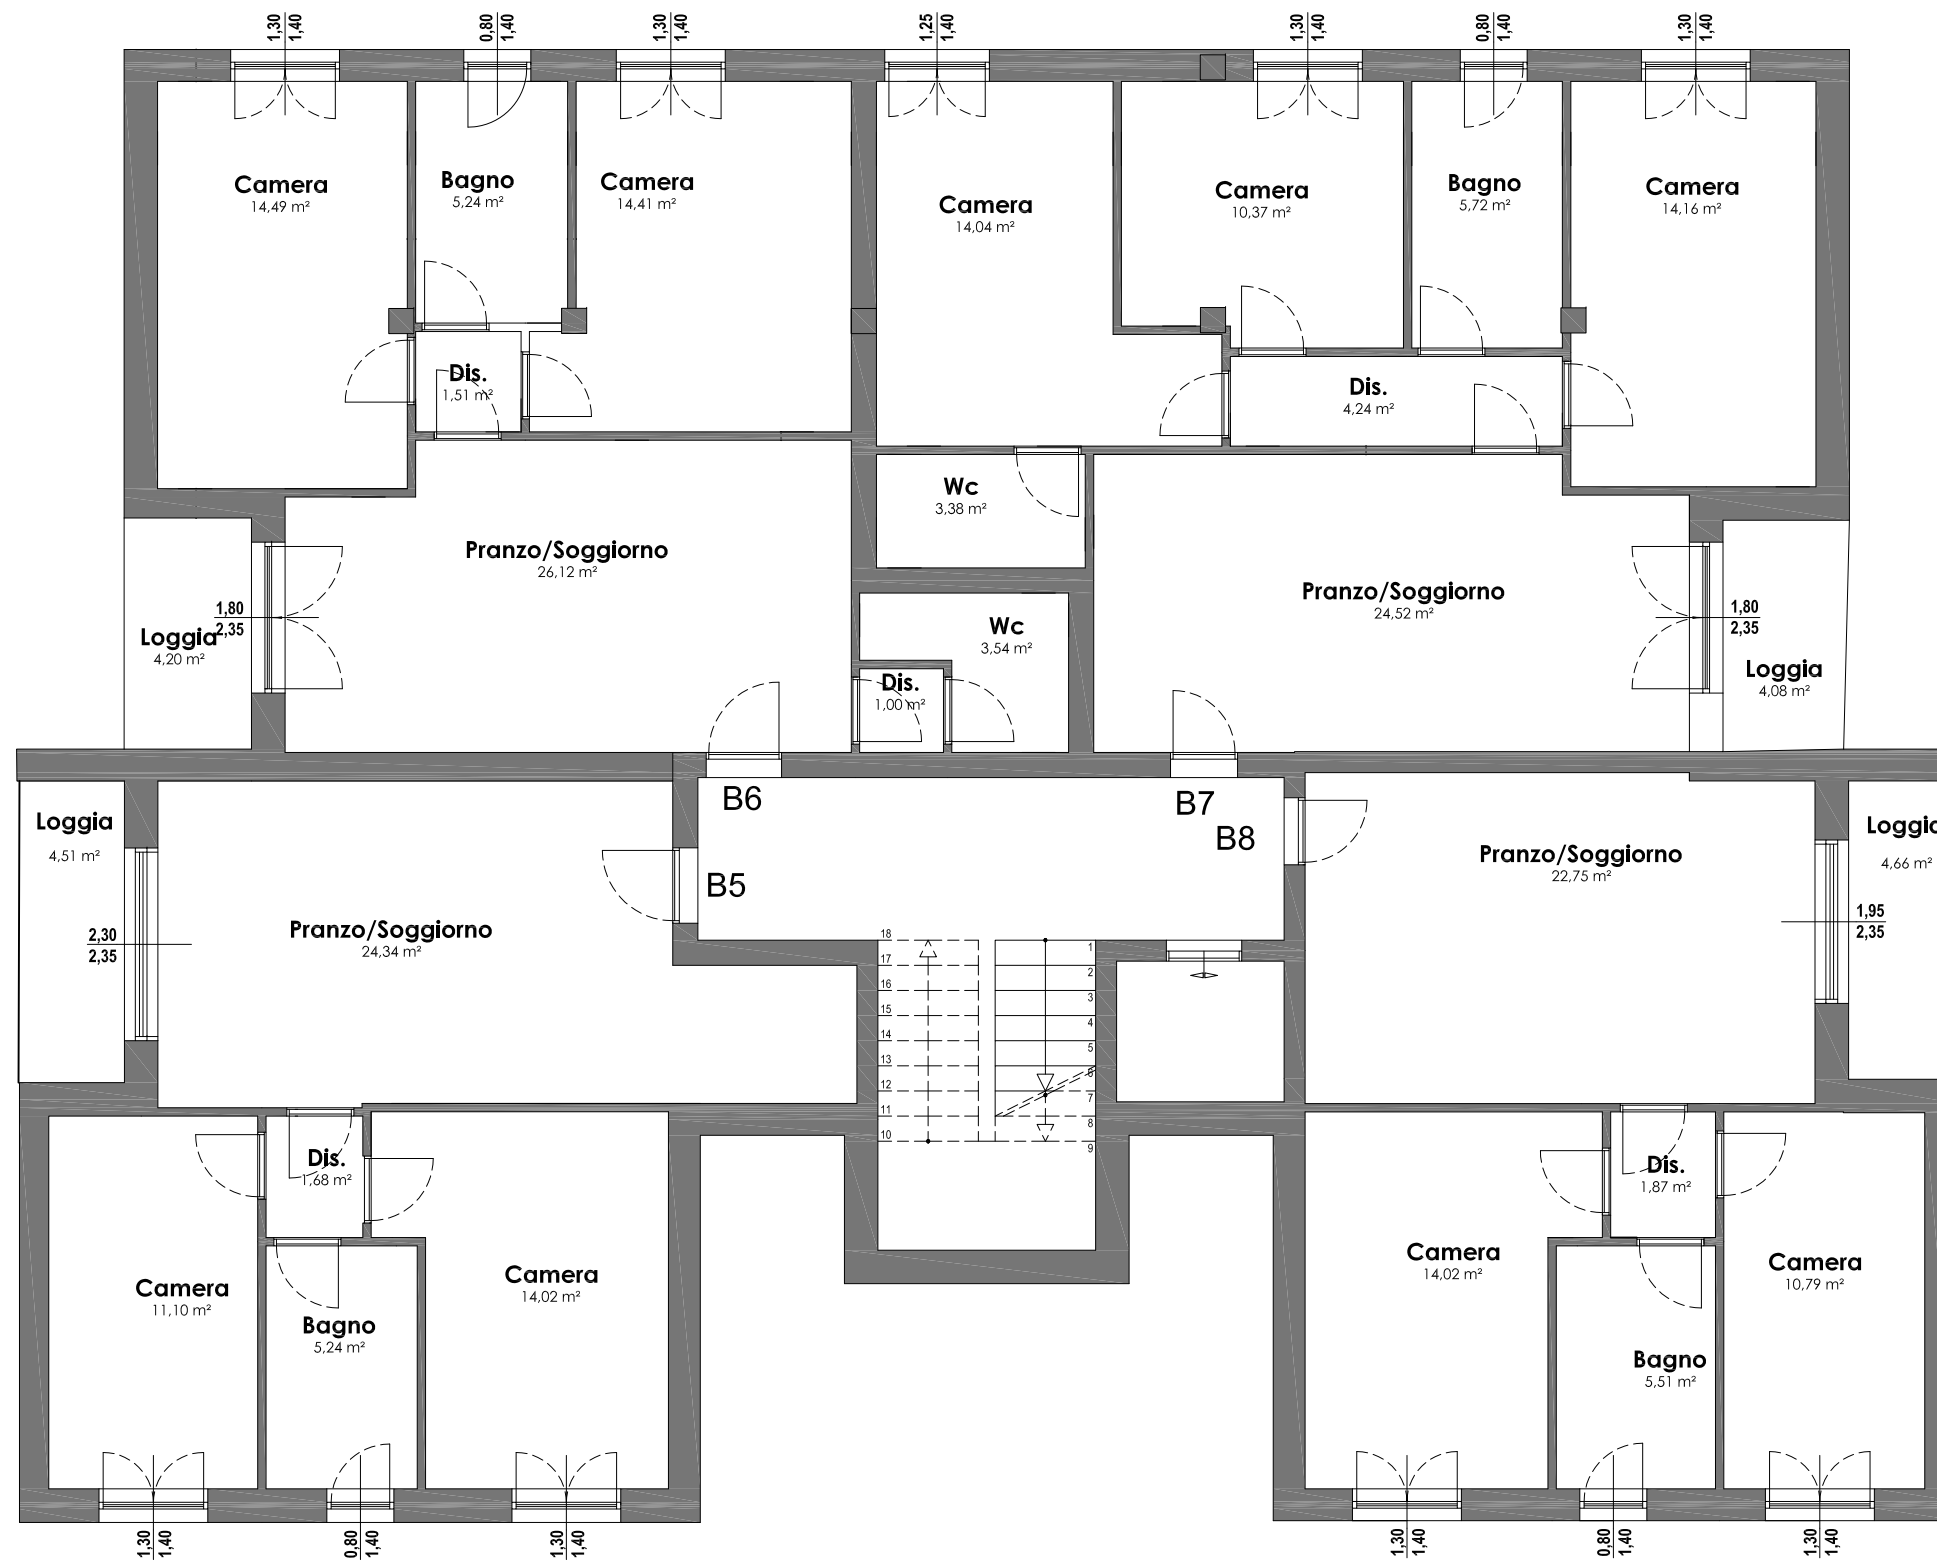 1,30
1,40
0,80
1,40
1,30
1,40
1,25
1,40
1,30
1,40
0,80
1,40
1,30
1,40
Camera
14,49 m²
Bagno
5,24 m²
Camera
14,41 m²
Camera
14,04 m²
Camera
10,37 m²
Bagno
5,72 m²
Camera
14,16 m²
Dis.
1,51 m²
Dis.
4,24 m²
Wc
3,38 m²
Pranzo/Soggiorno
26,12 m²
Pranzo/Soggiorno
24,52 m²
1,80
2,35
Loggia
4,20 m²
Wc
3,54 m²
Dis.
1,00 m²
1,80
2,35
Loggia
4,08 m²
B6
B7
B8
B5
Loggia
4,51 m²
2,30
2,35
Pranzo/Soggiorno
24,34 m²
Pranzo/Soggiorno
22,75 m²
Loggia
4,66 m²
1,95
2,35
18
17
16
15
14
13
12
11
10
1
2
3
4
5
6
7
8
9
Dis.
1,68 m²
Dis.
1,87 m²
Camera
11,10 m²
Bagno
5,24 m²
Camera
14,02 m²
Camera
14,02 m²
Bagno
5,51 m²
Camera
10,79 m²
1,30
1,40
0,80
1,40
1,30
1,40
1,30
1,40
0,80
1,40
1,30
1,40